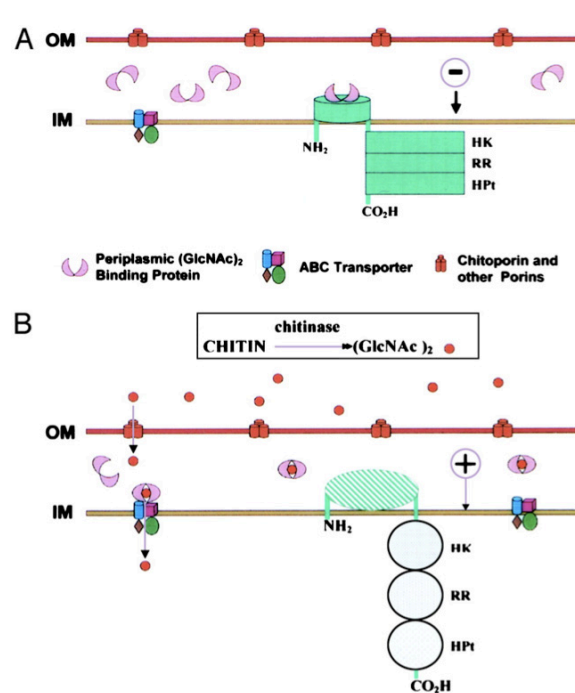 A
OM
−
IM
NH2
HK
RR
HPt
CO2H
Periplasmic (GlcNAc)2
Binding Protein
ABC Transporter
Chitoporin and
other Porins
B
chitinase
CHITIN (GlcNAc )2
OM
+
IM
NH2
HK
RR
HPt
CO2H